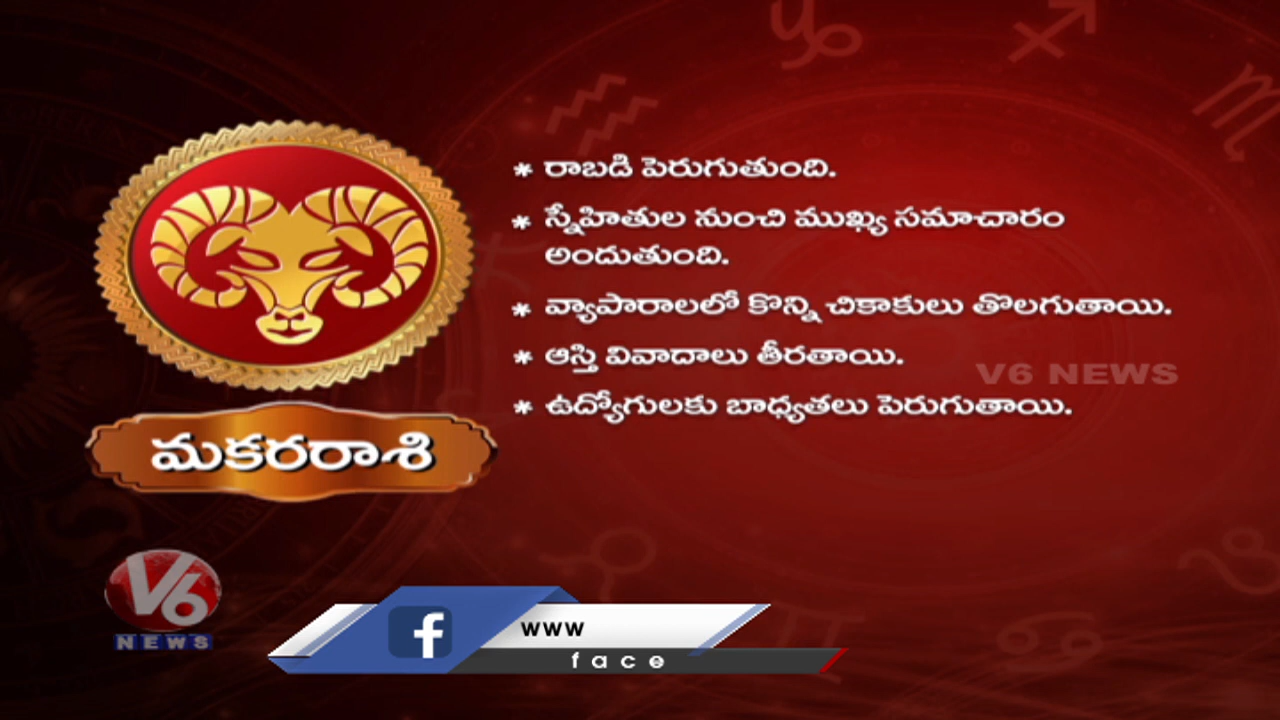 * రాబడి పెరుగుతుంది.
* స్నేహితుల నుంచి ముఖ్య సమాచారం
అందుతుంది.
* వ్యాపారాలలో కొన్ని చికాకులు తొలగుతాయి.
* ఆస్తి వివాదాలు తీరతాయి.
V6 NEWS
* ఉద్యోగులకు బాధ్యతలు పెరుగుతాయి.
మకరరాశి
V6
NEWS
f
www
face